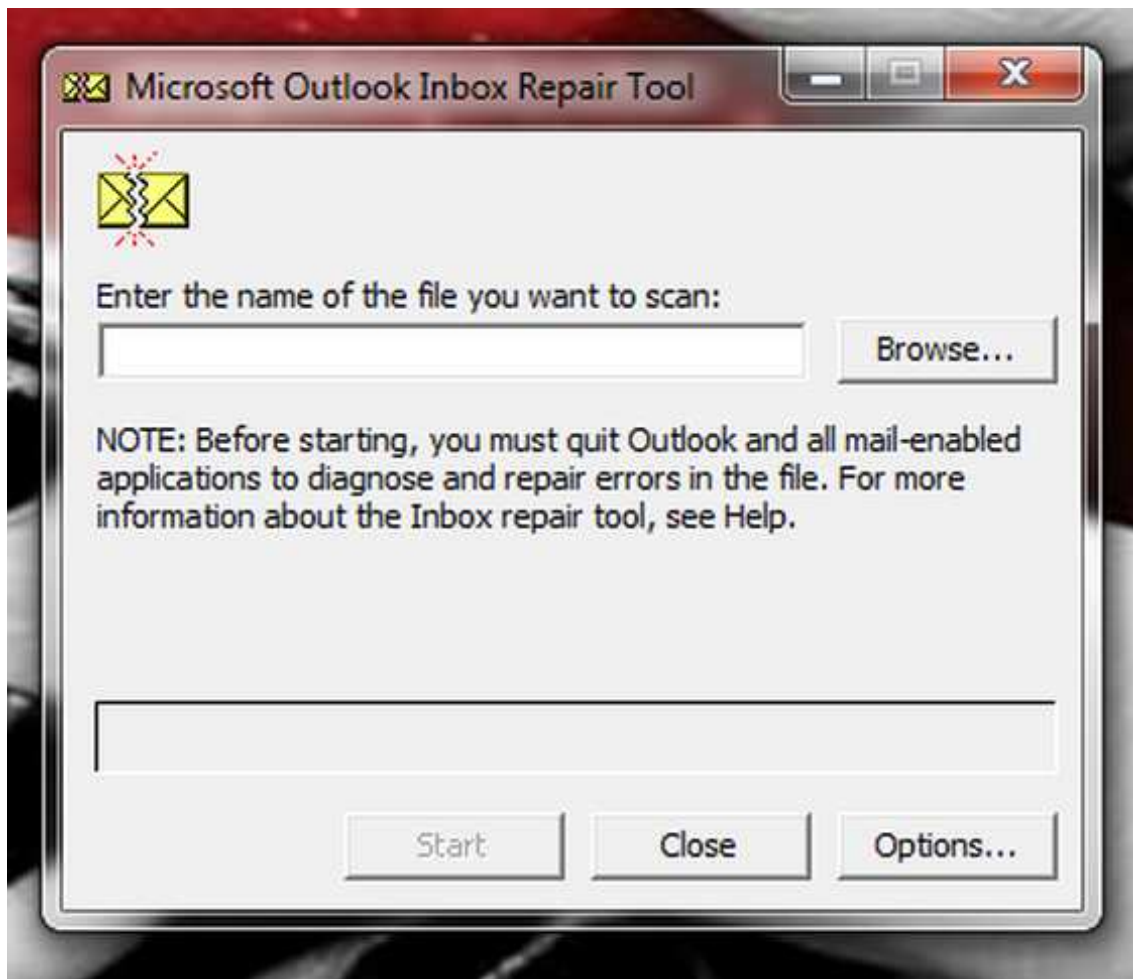 Microsoft Outlook Inbox Repair Tool
Enter the name of the file you want to scan:
Browse...
NOTE: Before starting, you must quit Outlook and all mail-enabled
applications to diagnose and repair errors in the file. For more
information about the Inbox repair tool, see Help.
Start
Close
Options...